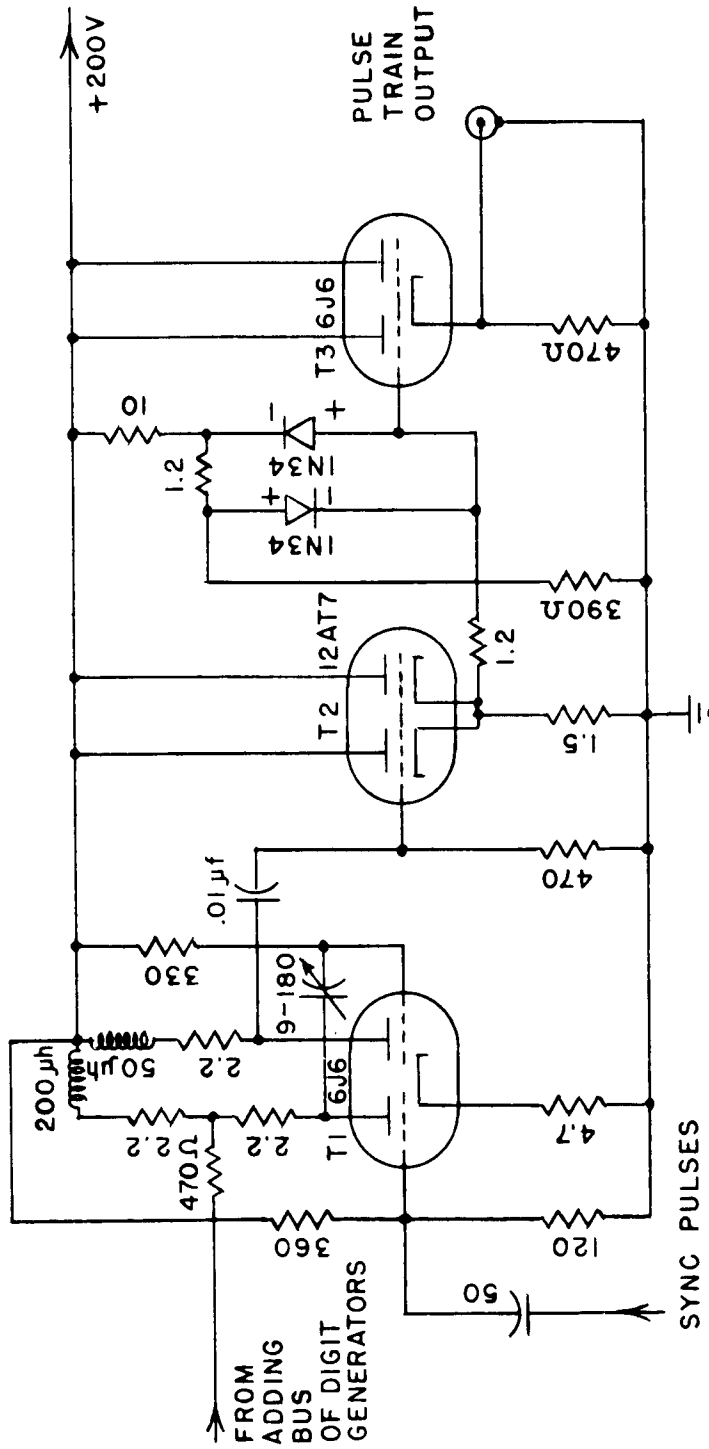 +200V
PULSE
TRAIN
OUTPUT
10
1.2
1N34
+
-
1N34
+
-
T3 6J6
470Ω
390Ω
1.2
T2 12AT7
1.5
.01µf
470
330
9-180
50µh
2.2
200µh
2.2
2.2
470Ω
T1 6J6
4.7
360
120
50
FROM
ADDING
BUS
OF DIGIT
GENERATORS
SYNC PULSES